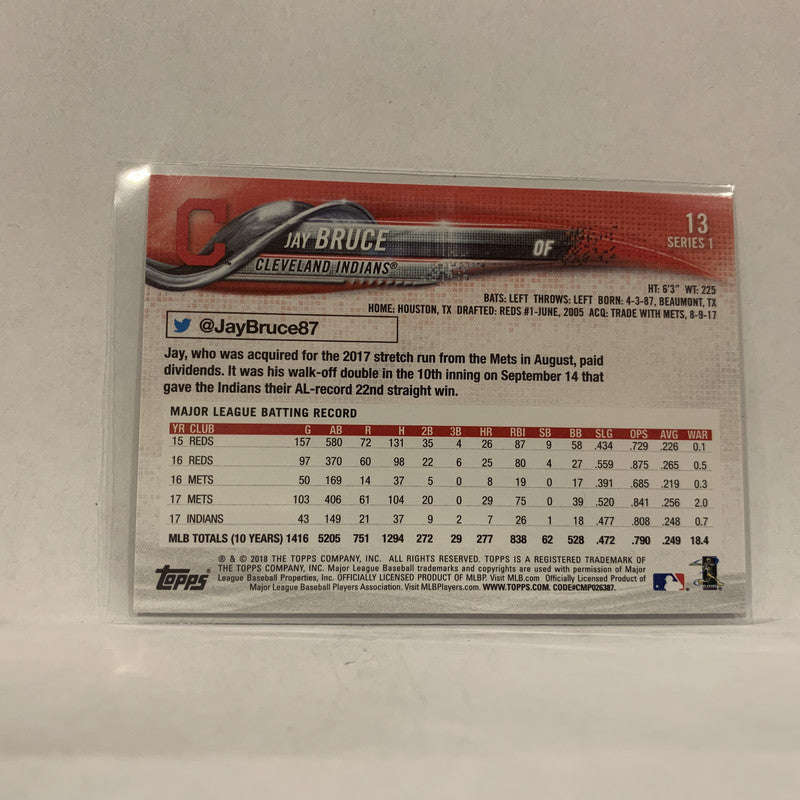 C
JAY BRUCE
OF
13
SERIES 1
CLEVELAND INDIANS®
HT: 6'3" WT: 225
BATS: LEFT THROWS: LEFT BORN: 4-3-87, BEAUMONT, TX
HOME: HOUSTON, TX DRAFTED: REDS #1-JUNE, 2005 ACQ: TRADE WITH METS, 8-9-17
@JayBruce87
Jay, who was acquired for the 2017 stretch run from the Mets in August, paid
dividends. It was his walk-off double in the 10th inning on September 14 that
gave the Indians their AL-record 22nd straight win.
MAJOR LEAGUE BATTING RECORD
YR CLUB G AB R H 2B 3B HR RBI SB BB SLG OPS AVG WAR
15 REDS 157 580 72 131 35 4 26 87 9 58 .434 .729 .226 0.1
16 REDS 97 370 60 98 22 6 25 80 4 27 .559 .875 .265 0.5
16 METS 50 169 14 37 5 0 8 19 0 17 .391 .685 .219 0.3
17 METS 103 406 61 104 20 0 29 75 0 39 .520 .841 .256 2.0
17 INDIANS 43 149 21 37 9 2 7 26 1 18 .477 .808 .248 0.7
MLB TOTALS (10 YEARS) 1416 5205 751 1294 272 29 277 838 62 528 .472 .790 .249 18.4
Topps®
® & © 2018 THE TOPPS COMPANY, INC. ALL RIGHTS RESERVED. TOPPS IS A REGISTERED TRADEMARK OF
THE TOPPS COMPANY, INC. Major League Baseball trademarks and copyrights are used with permission of Major
League Baseball Properties, Inc. OFFICIALLY LICENSED PRODUCT OF MLBP. Visit MLB.com Officially Licensed Product of
Major League Baseball Players Association. Visit MLBPlayers.com. WWW.TOPPS.COM. CODE#CMP026387.